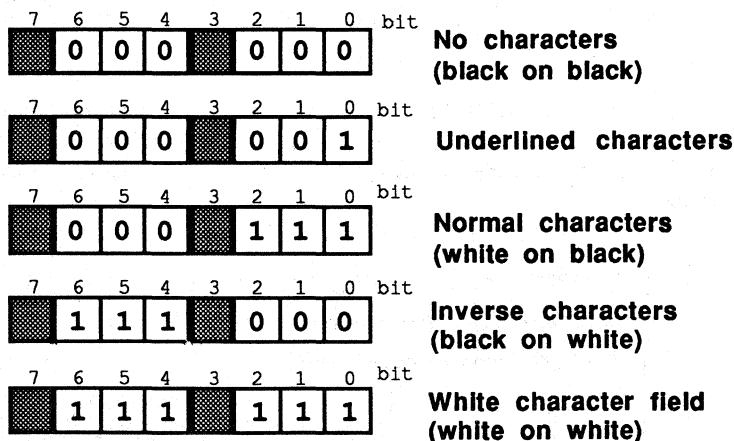 7 6 5 4 3 2 1 0 bit
0 0 0 0 0 0
No characters
(black on black)
7 6 5 4 3 2 1 0 bit
0 0 0 0 0 1
Underlined characters
7 6 5 4 3 2 1 0 bit
0 0 0 1 1 1
Normal characters
(white on black)
7 6 5 4 3 2 1 0 bit
1 1 1 0 0 0
Inverse characters
(black on white)
7 6 5 4 3 2 1 0 bit
1 1 1 1 1 1
White character field
(white on white)